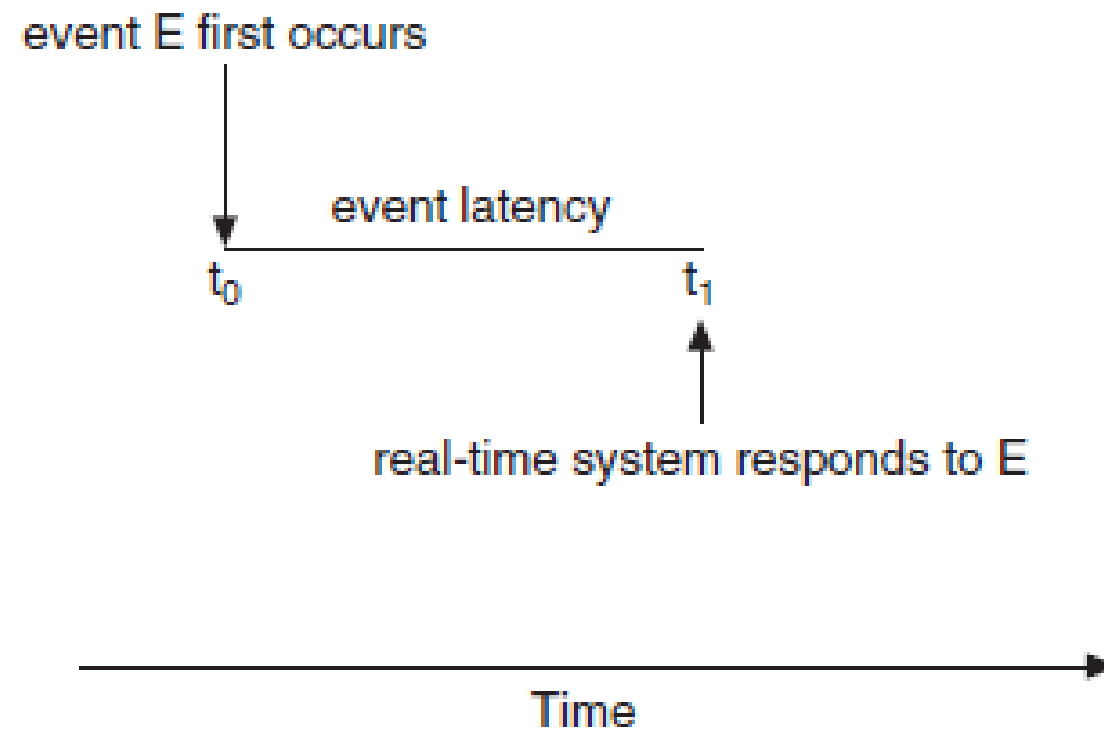 event E first occurs
event latency
t₀
t₁
real-time system responds to E
Time